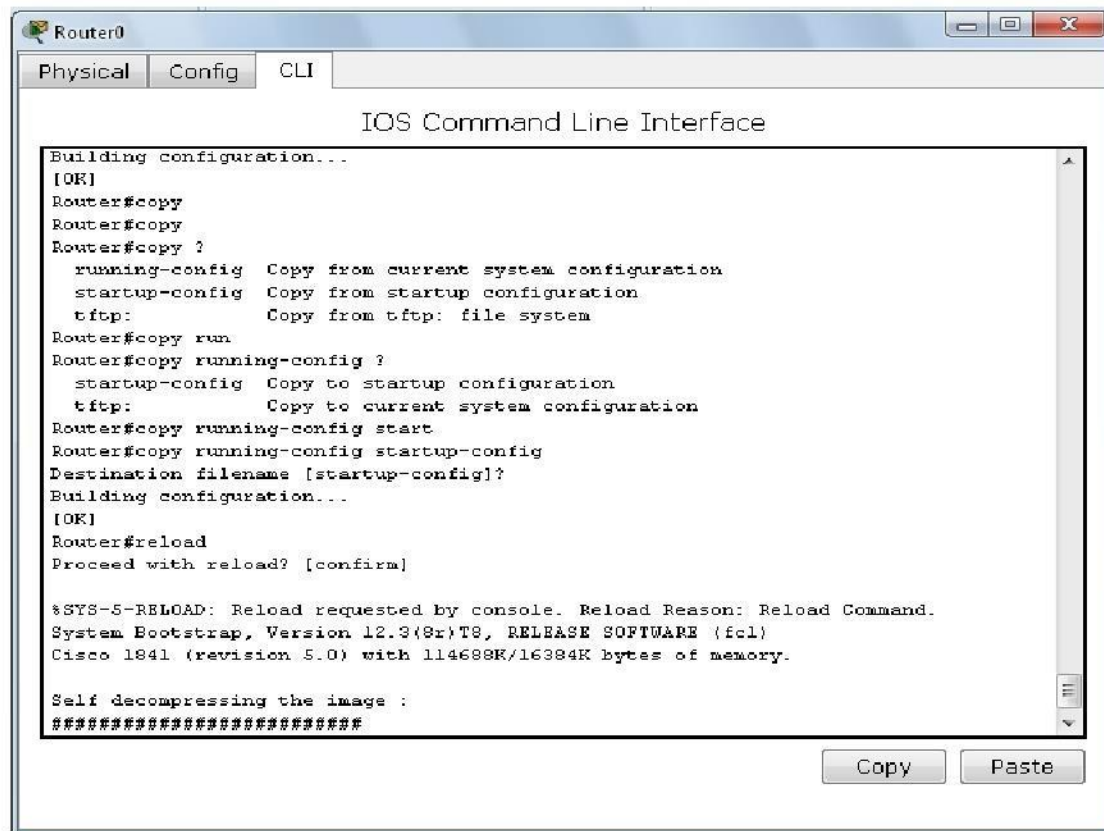 Router0
Physical Config CLI
IOS Command Line Interface
Building configuration...
[OK]
Router#copy
Router#copy
Router#copy ?
running-config Copy from current system configuration
startup-config Copy from startup configuration
tftp: Copy from tftp: file system
Router#copy run
Router#copy running-config ?
startup-config Copy to startup configuration
tftp: Copy to current system configuration
Router#copy running-config start
Router#copy running-config startup-config
Destination filename [startup-config]?
Building configuration...
[OK]
Router#reload
Proceed with reload? [confirm]
%SYS-5-RELOAD: Reload requested by console. Reload Reason: Reload Command.
System Bootstrap, Version 12.3(8r)T8, RELEASE SOFTWARE (fc1)
Cisco 1841 (revision 5.0) with 114688K/16384K bytes of memory.
Self decompressing the image :
##########################
Copy Paste